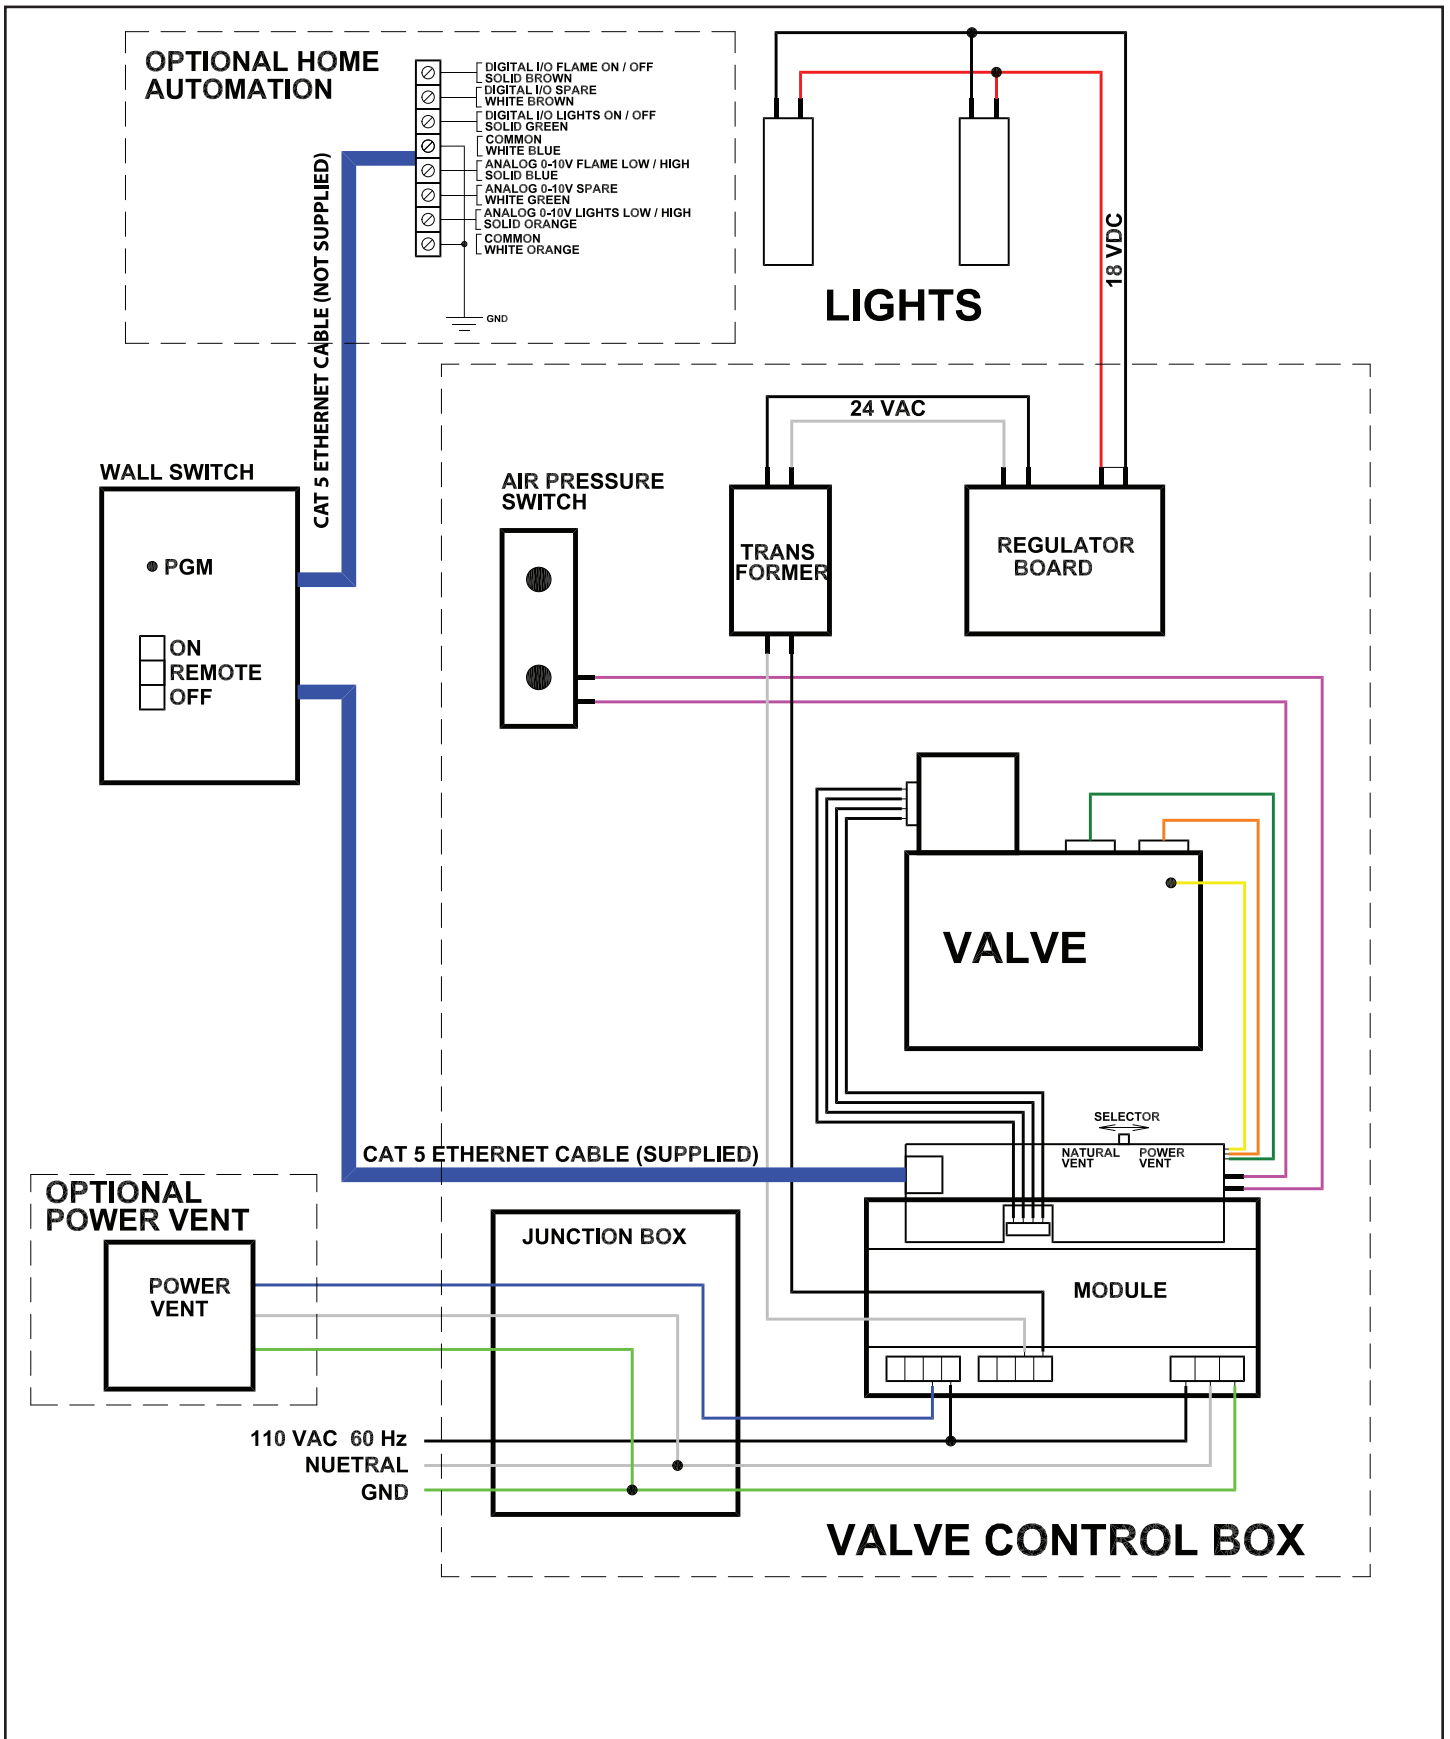 OPTIONAL HOME
AUTOMATION
DIGITAL I/O FLAME ON / OFF
SOLID BROWN
DIGITAL I/O SPARE
WHITE BROWN
DIGITAL I/O LIGHTS ON / OFF
SOLID GREEN
COMMON
WHITE BLUE
ANALOG 0-10V FLAME LOW / HIGH
SOLID BLUE
ANALOG 0-10V SPARE
WHITE GREEN
ANALOG 0-10V LIGHTS LOW / HIGH
SOLID ORANGE
COMMON
WHITE ORANGE
GND
CAT 5 ETHERNET CABLE (NOT SUPPLIED)
LIGHTS
18 VDC
24 VAC
WALL SWITCH
PGM
ON
REMOTE
OFF
AIR PRESSURE
SWITCH
TRANS
FORMER
REGULATOR
BOARD
VALVE
SELECTOR
NATURAL
VENT
POWER
VENT
CAT 5 ETHERNET CABLE (SUPPLIED)
OPTIONAL
POWER VENT
POWER
VENT
JUNCTION BOX
MODULE
110 VAC 60 Hz
NUETRAL
GND
VALVE CONTROL BOX